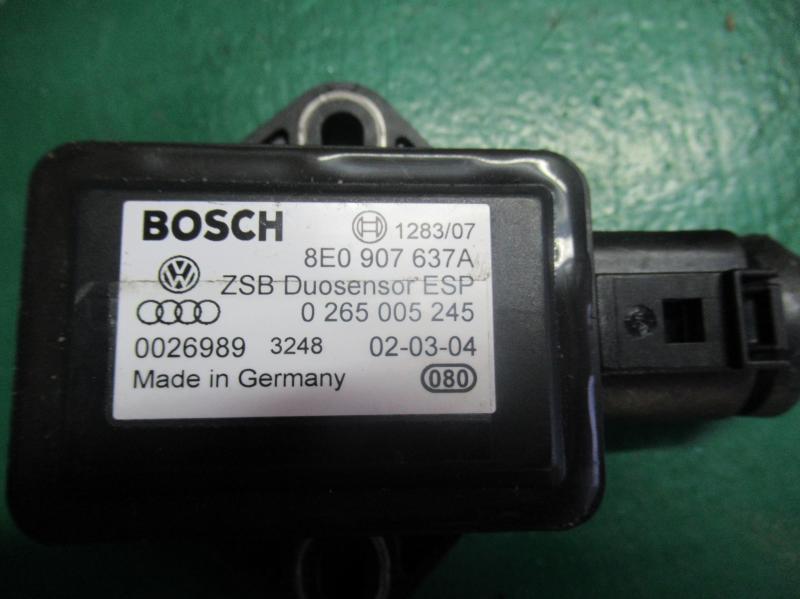 BOSCH 1283/07
8E0 907 637A
ZSB Duosensor ESP
0 265 005 245
0026989 3248 02-03-04
Made in Germany 080